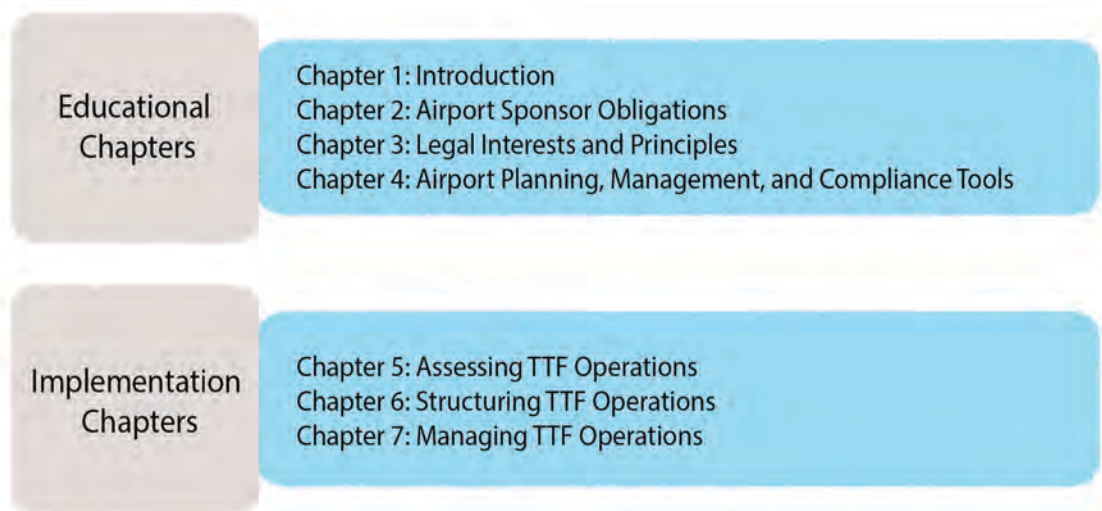 Educational
Chapters
Chapter 1: Introduction
Chapter 2: Airport Sponsor Obligations
Chapter 3: Legal Interests and Principles
Chapter 4: Airport Planning, Management, and Compliance Tools
Implementation
Chapters
Chapter 5: Assessing TTF Operations
Chapter 6: Structuring TTF Operations
Chapter 7: Managing TTF Operations